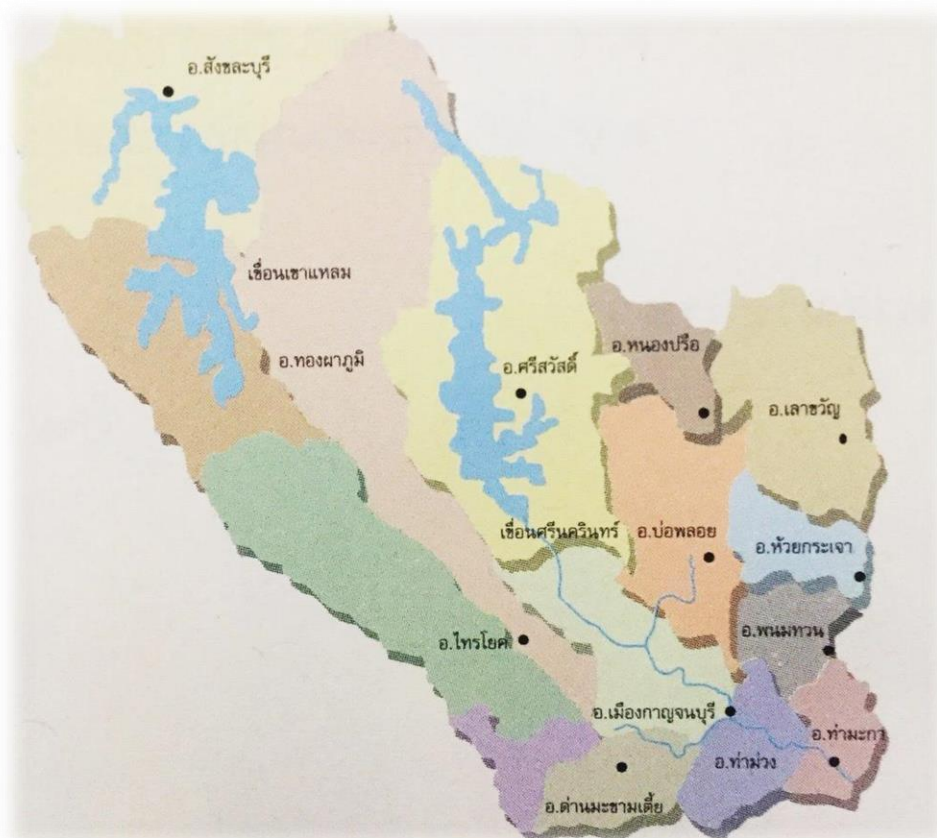 อ.สังขละบุรี
เขื่อนเขาแหลม
อ.ทองผาภูมิ
อ.หนองปรือ
อ.ศรีสวัสดิ์
อ.เลาขวัญ
เขื่อนศรีนครินทร์
อ.บ่อพลอย
อ.ห้วยกระเจา
อ.พนมทวน
อ.ไทรโยค
อ.เมืองกาญจนบุรี
อ.ท่ามะกา
อ.ท่าม่วง
อ.ด่านมะขามเตี้ย